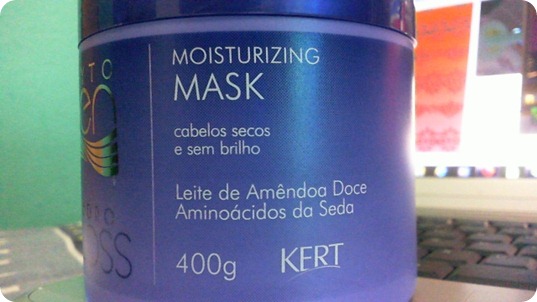 MOISTURIZING
MASK
cabelos secos
e sem brilho
Leite de Amêndoa Doce
Aminoácidos da Seda
400g
KERT